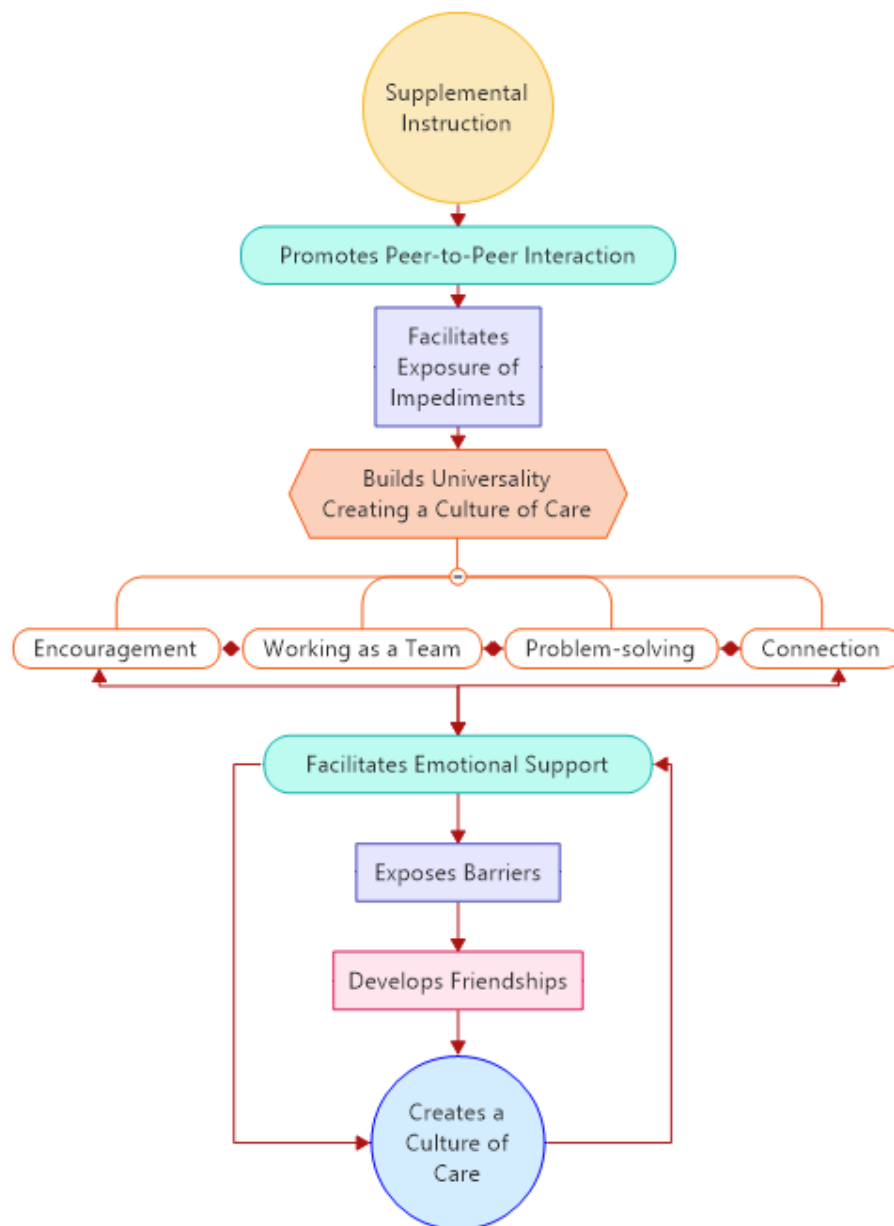 Supplemental
Instruction
Promotes Peer-to-Peer Interaction
Facilitates
Exposure of
Impediments
Builds Universality
Creating a Culture of Care
Encouragement
Working as a Team
Problem-solving
Connection
Facilitates Emotional Support
Exposes Barriers
Develops Friendships
Creates a
Culture of
Care